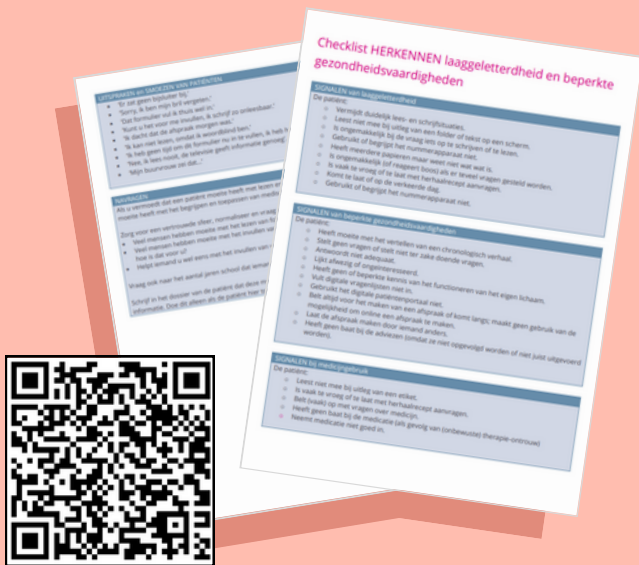 Checklist HERKENNEN laaggeletterdheid en beperkte
gezondheidsvaardigheden
SIGNALEN van laaggeletterdheid
De patiënt:
Vermijdt duidelijk lees- en schrijfsituaties.
Leest niet mee bij uitleg van een folder of tekst op een scherm.
Is ongemakkelijk bij de vraag iets op te schrijven of te lezen.
Gebruikt of begrijpt het nummerapparaat niet.
Heeft meerdere papieren maar weet niet wat wat is.
Is ongemakkelijk (of reageert boos) als er teveel vragen gesteld worden.
Is vaak te vroeg of te laat met herhaalrecept aanvragen.
Komt te laat of op de verkeerde dag.
Gebruikt of begrijpt het nummerapparaat niet.
SIGNALEN van beperkte gezondheidsvaardigheden
De patiënt:
Heeft moeite met het vertellen van een chronologisch verhaal.
Stelt geen vragen of stelt niet ter zake doende vragen.
Antwoordt niet adequaat.
Lijkt afwezig of ongeïnteresseerd.
Heeft geen of beperkte kennis van het functioneren van het eigen lichaam.
Vult digitale vragenlijsten niet in.
Gebruikt het digitale patiëntenportaal niet.
Belt altijd voor het maken van een afspraak of komt langs; maakt geen gebruik van de
mogelijkheid om online een afspraak te maken.
Laat de afspraak maken door iemand anders.
Heeft geen baat bij de adviezen (omdat ze niet opgevolgd worden of niet juist uitgevoerd
worden).
SIGNALEN bij medicijngebruik
De patiënt:
Leest niet mee bij uitleg van een etiket.
Is vaak te vroeg of te laat met herhaalrecept aanvragen.
Belt (vaak) op met vragen over medicijn.
Heeft geen baat bij de medicatie (als gevolg van (onbewuste) therapie-ontrouw)
Neemt medicatie niet goed in.
UITSPRAKEN en SMOEZEN VAN PATIËNTEN
'Er zat geen bijsluiter bij.'
'Sorry, ik ben mijn bril vergeten.'
'Dat formulier vul ik thuis wel in.'
'Kunt u het voor me invullen, ik schrijf zo onleesbaar.'
'Ik dacht dat de afspraak morgen was.'
'Ik kan niet lezen, omdat ik woordblind ben.'
'Ik heb geen tijd om dit formulier nu in te vullen, ik heb
'Nee, ik lees nooit, de televisie geeft informatie genoeg.
'Mijn buurvrouw zei dat...'
NAVRAGEN
Als u vermoedt dat een patiënt moeite heeft met lezen en
moeite heeft met het begrijpen en toepassen van
Zorg voor een vertrouwde sfeer, normaliseer en vraag
Veel mensen hebben moeite met het lezen van
Veel mensen hebben moeite met het invullen van
hoe is dat voor u?
Helpt iemand u wel eens met het invullen van
Vraag ook naar het aantal jaren school dat iemand
Schrijf in het dossier van de patiënt dat deze
informatie. Doe dit alleen als de patiënt hier